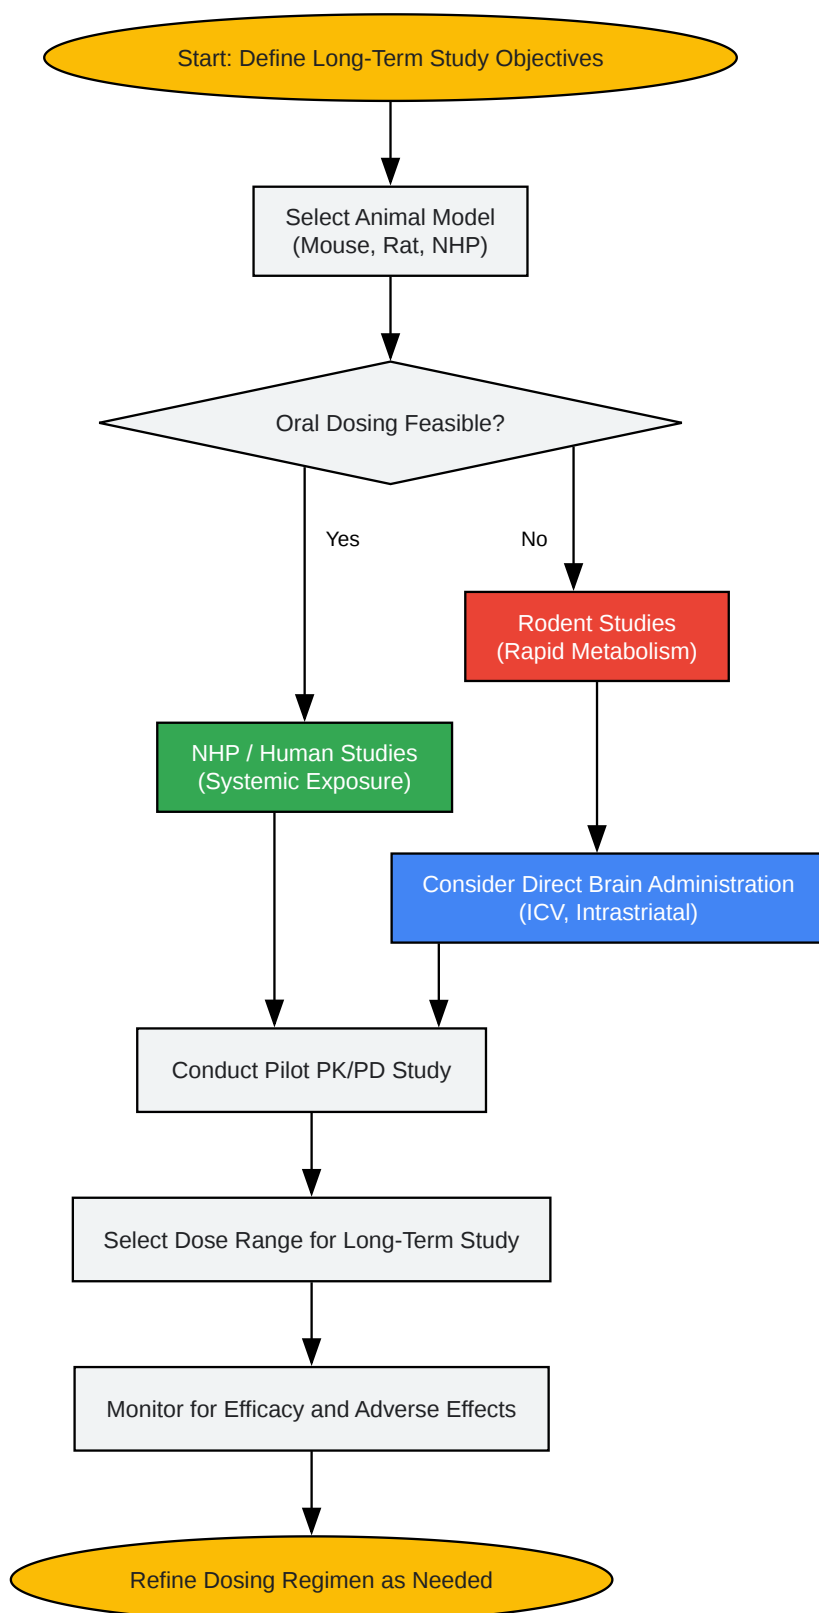 Start: Define Long-Term Study Objectives
Select Animal Model
(Mouse, Rat, NHP)
Oral Dosing Feasible?
Yes
No
Rodent Studies
(Rapid Metabolism)
NHP / Human Studies
(Systemic Exposure)
Consider Direct Brain Administration
(ICV, Intrastriatal)
Conduct Pilot PK/PD Study
Select Dose Range for Long-Term Study
Monitor for Efficacy and Adverse Effects
Refine Dosing Regimen as Needed